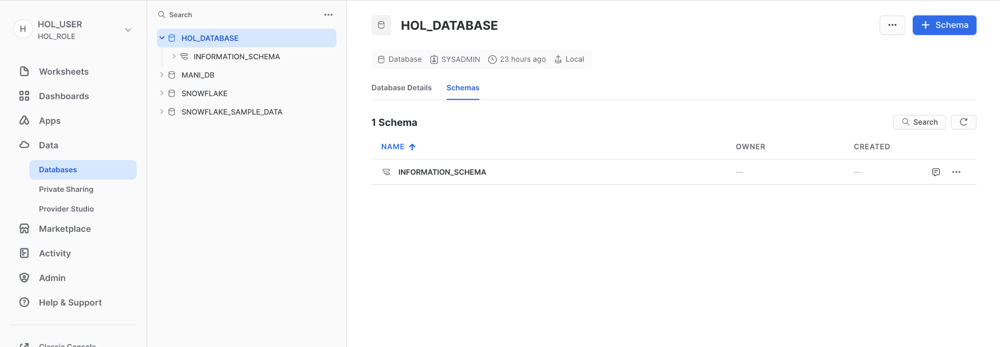 H
HOL_USER
HOL_ROLE
Worksheets
Dashboards
Apps
Data
Databases
Private Sharing
Provider Studio
Marketplace
Activity
Admin
Help & Support
Classic Console
Search
HOL_DATABASE
INFORMATION_SCHEMA
MANI_DB
SNOWFLAKE
SNOWFLAKE_SAMPLE_DATA
HOL_DATABASE
+ Schema
Database SYSADMIN 23 hours ago Local
Database Details Schemas
1 Schema
Search
NAME OWNER CREATED
INFORMATION_SCHEMA — —